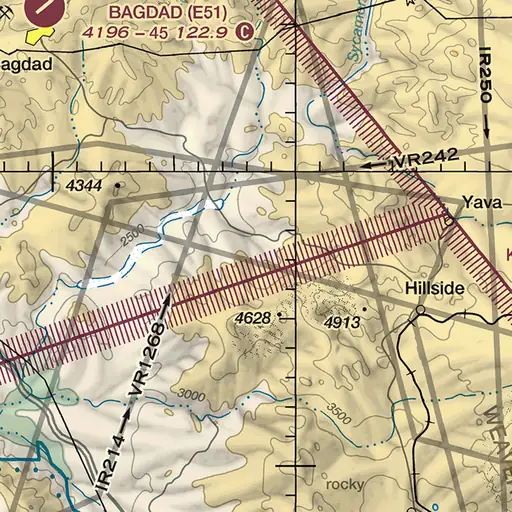 BAGDAD (E51)
4196 - 45 122.9 C
agdad
Sycamore
IR250
VR242
4344
Yava
2500
Hillside
4628
4913
VR1268
3000
3500
IR214
WEAVE
rocky